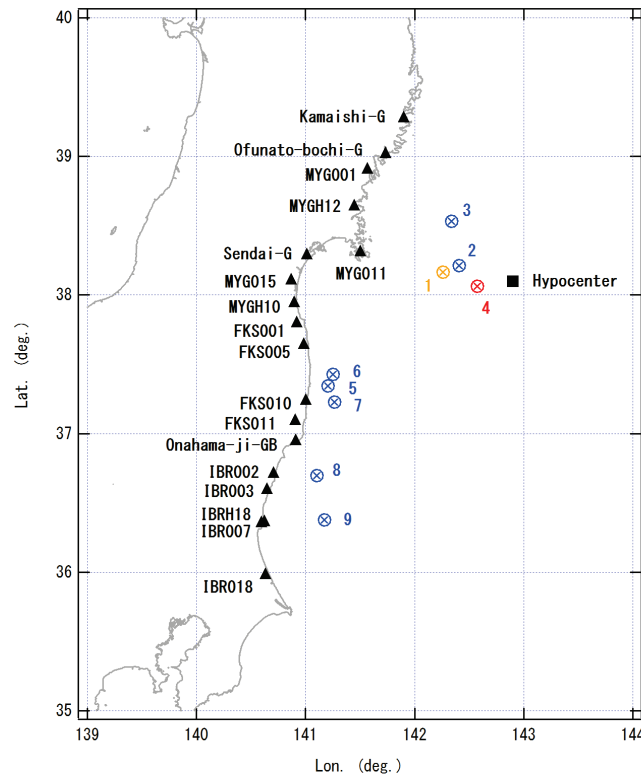 40
Kamaishi-G
Ofunato-bochi-G
39
MYG001
MYGH12
3
Sendai-G
2
MYG011
MYG015
1
Hypocenter
38
4
MYGH10
FKS001
FKS005
6
5
7
FKS010
FKS011
37
Onahama-ji-GB
IBR002
8
IBR003
IBRH18
9
IBR007
36
IBR018
35
139
140
141
142
143
144
Lat. (deg.)
Lon. (deg.)